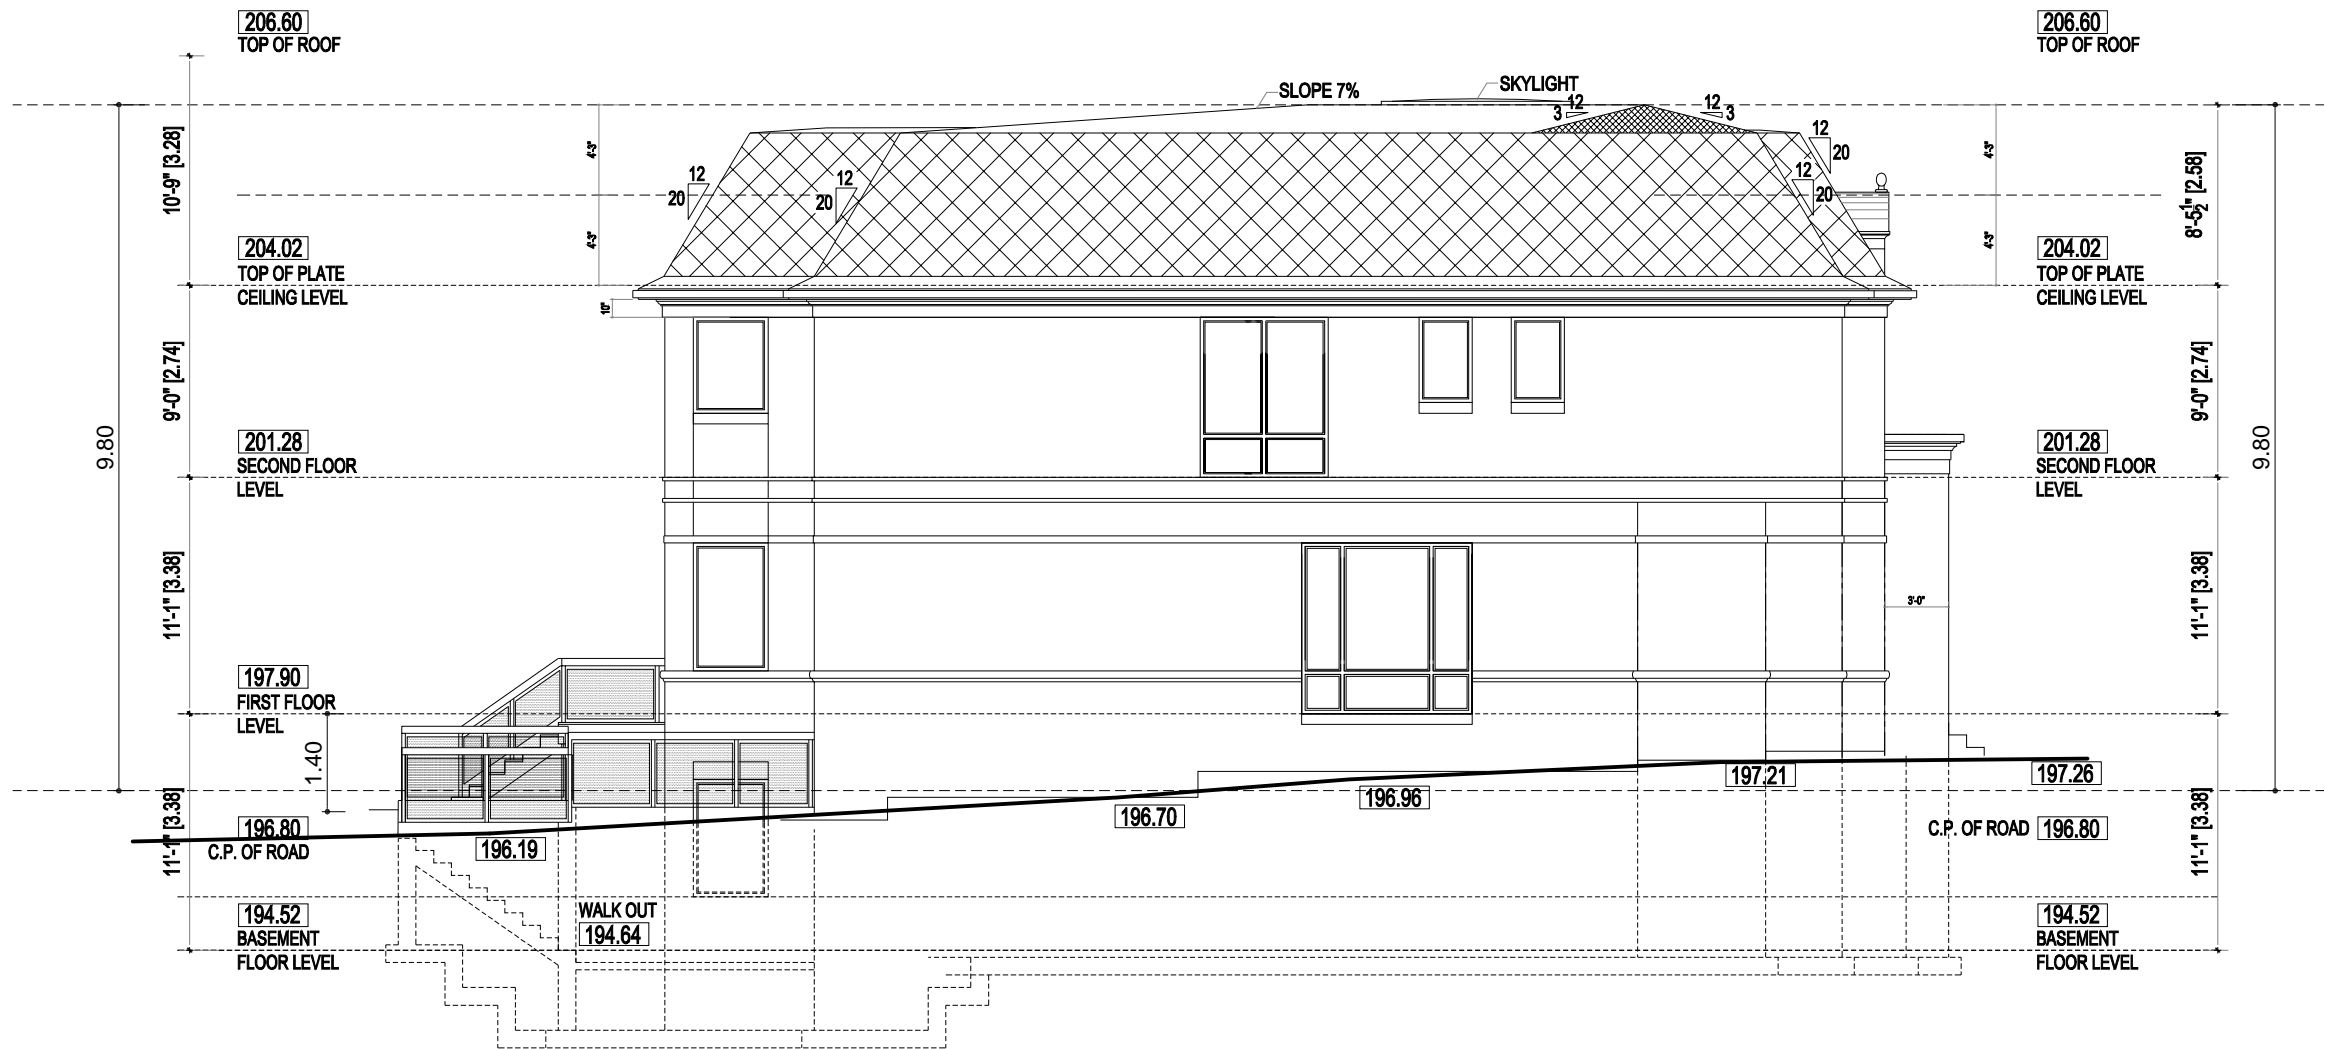 206.60
TOP OF ROOF
206.60
TOP OF ROOF
SLOPE 7%
SKYLIGHT
12
3
12
3
12
20
12
20
12
20
12
20
10'-9" [3.28]
4'-3"
4'-3"
4'-3"
4'-3"
8'-5 1/2" [2.58]
204.02
TOP OF PLATE
CEILING LEVEL
204.02
TOP OF PLATE
CEILING LEVEL
10"
9'-0" [2.74]
9'-0" [2.74]
9.80
9.80
201.28
SECOND FLOOR
LEVEL
201.28
SECOND FLOOR
LEVEL
11'-1" [3.38]
11'-1" [3.38]
3'-0"
197.90
FIRST FLOOR
LEVEL
1.40
197.21
197.26
196.96
196.70
196.19
196.80
C.P. OF ROAD
C.P. OF ROAD 196.80
11'-1" [3.38]
11'-1" [3.38]
WALK OUT
194.64
194.52
BASEMENT
FLOOR LEVEL
194.52
BASEMENT
FLOOR LEVEL